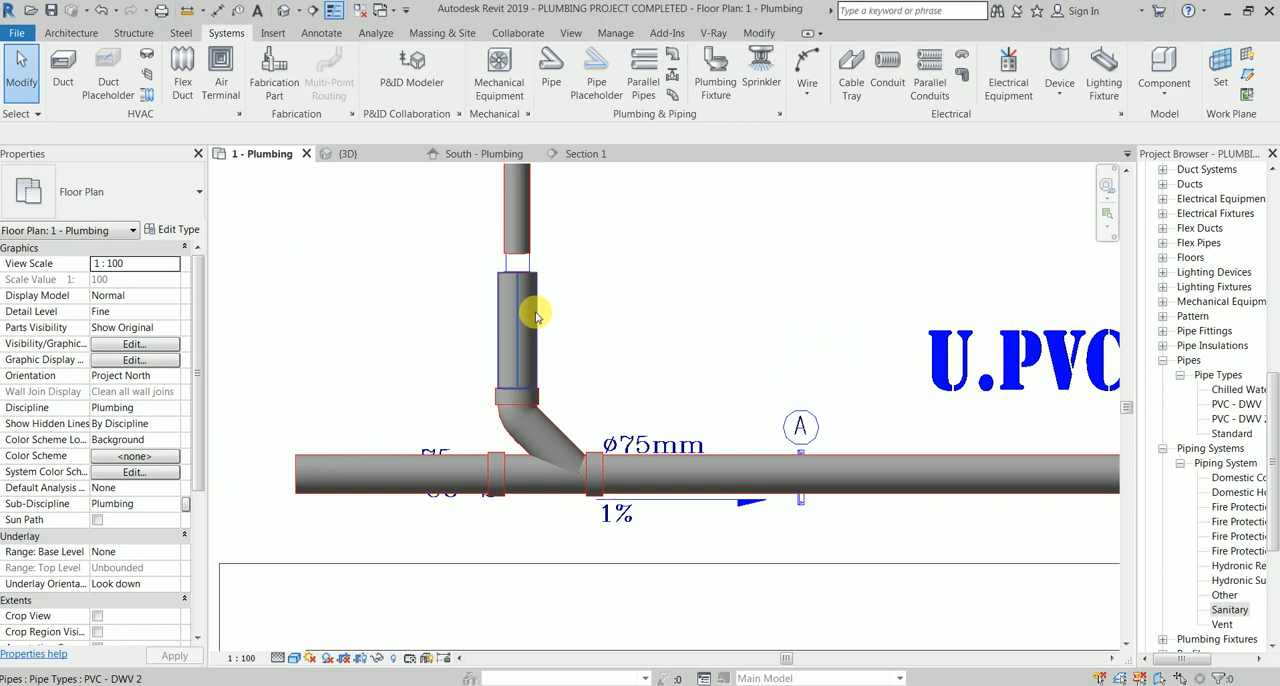 Autodesk Revit 2019 - PLUMBING PROJECT COMPLETED - Floor Plan: 1 - Plumbing
Type a keyword or phrase
Sign In
File Architecture Structure Steel Systems Insert Annotate Analyze Massing & Site Collaborate View Manage Add-Ins V-Ray Modify
Modify
Duct
Duct Placeholder
Flex Duct
Air Terminal
Fabrication Part
Multi-Point Routing
P&ID Modeler
Mechanical Equipment
Pipe
Pipe Placeholder
Parallel Pipes
Plumbing Fixture
Sprinkler
Wire
Cable Tray
Conduit
Parallel Conduits
Electrical Equipment
Device
Lighting Fixture
Component
Set
Select HVAC Fabrication P&ID Collaboration Mechanical Plumbing & Piping Electrical Model Work Plane
Properties
Floor Plan
Floor Plan: 1 - Plumbing Edit Type
Graphics
View Scale 1 : 100
Scale Value 1: 100
Display Model Normal
Detail Level Fine
Parts Visibility Show Original
Visibility/Graphic... Edit...
Graphic Display ... Edit...
Orientation Project North
Wall Join Display Clean all wall joins
Discipline Plumbing
Show Hidden Lines By Discipline
Color Scheme Lo... Background
Color Scheme <none>
System Color Sch... Edit...
Default Analysis ... None
Sub-Discipline Plumbing
Sun Path
Underlay
Range: Base Level None
Range: Top Level Unbounded
Underlay Orienta... Look down
Extents
Crop View
Crop Region Visi...
Properties help Apply
1 - Plumbing {3D} South - Plumbing Section 1
U.PVC
A
ø75mm
1%
1 : 100
Project Browser - PLUMBI...
Duct Systems
Ducts
Electrical Equipmen
Electrical Fixtures
Flex Ducts
Flex Pipes
Floors
Lighting Devices
Lighting Fixtures
Mechanical Equipm
Pattern
Pipe Fittings
Pipe Insulations
Pipes
Pipe Types
Chilled Wate
PVC - DWV
PVC - DWV 2
Standard
Piping Systems
Piping System
Domestic Co
Domestic Ho
Fire Protecti
Fire Protecti
Fire Protecti
Fire Protecti
Hydronic Re
Hydronic Su
Other
Sanitary
Vent
Plumbing Fixtures
Pipes : Pipe Types : PVC - DWV 2
:0
Main Model
:0